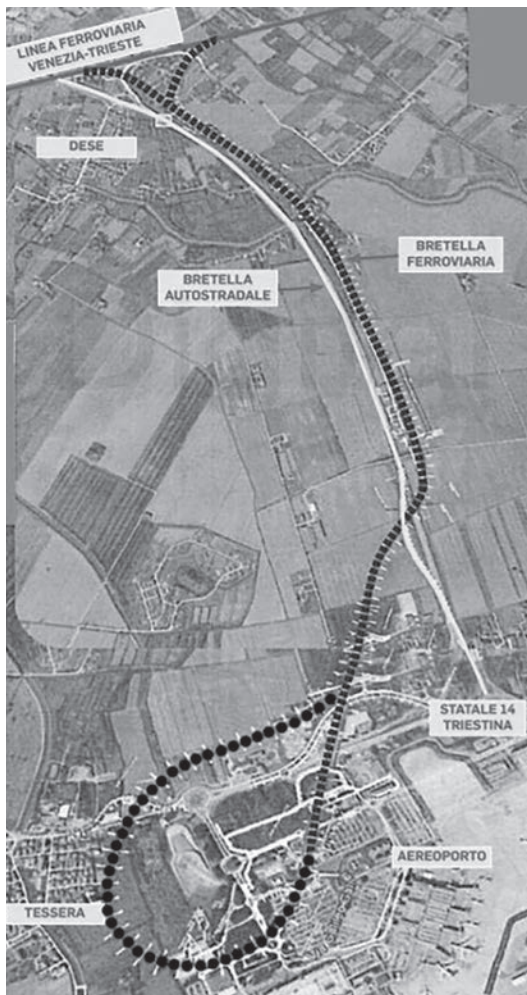 LINEA FERROVIARIA
VENEZIA-TRIESTE
DESE
BRETELLA
FERROVIARIA
BRETELLA
AUTOSTRADALE
STATALE 14
TRIESTINA
AEREOPORTO
TESSERA